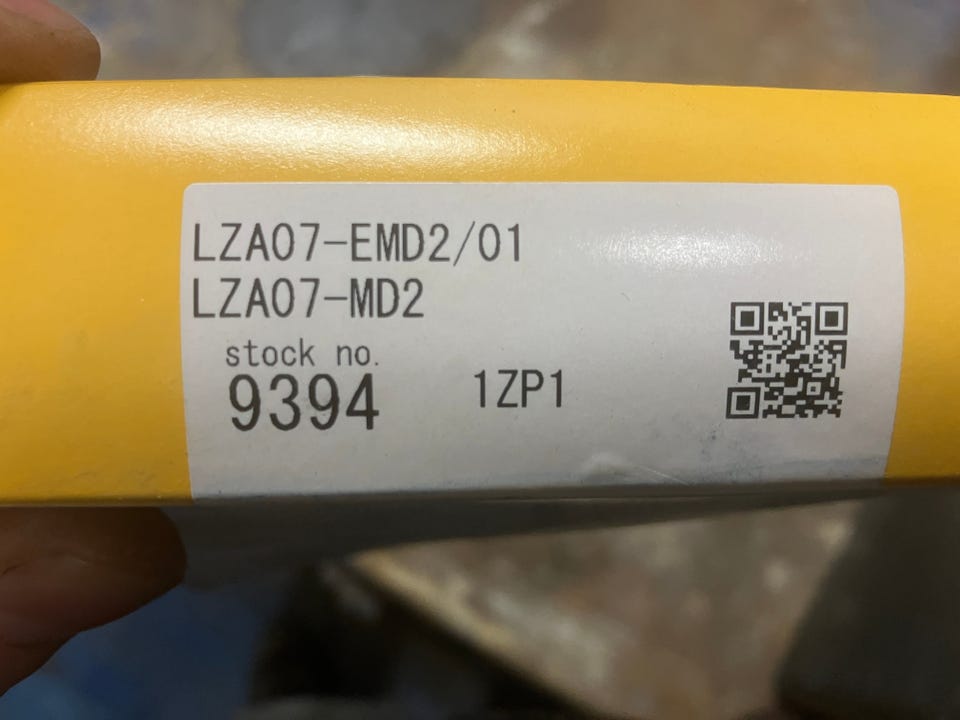 LZA07-EMD2/01
LZA07-MD2
stock no.
9394
1ZP1